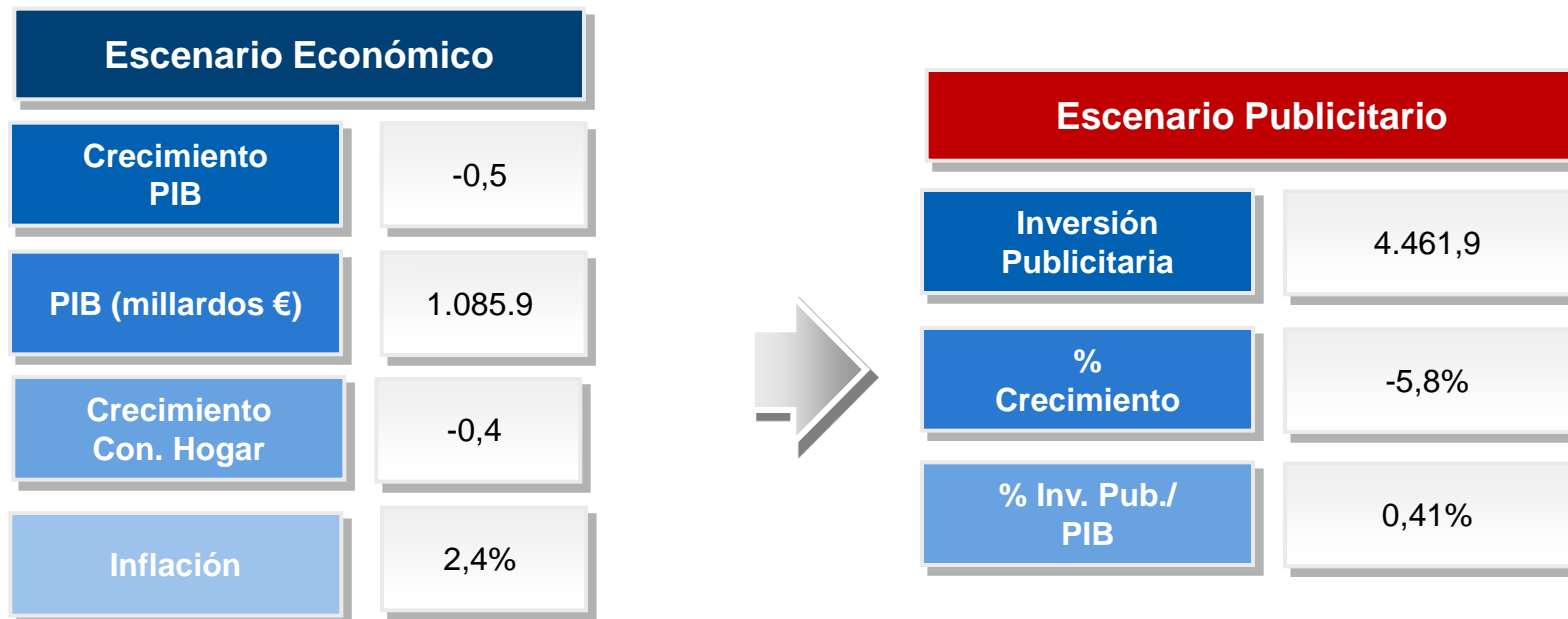 Escenario Económico
Crecimiento
PIB
-0,5
PIB (millardos €)
1.085.9
Crecimiento
Con. Hogar
-0,4
Inflación
2,4%
Escenario Publicitario
Inversión
Publicitaria
4.461,9
%
Crecimiento
-5,8%
% Inv. Pub./
PIB
0,41%